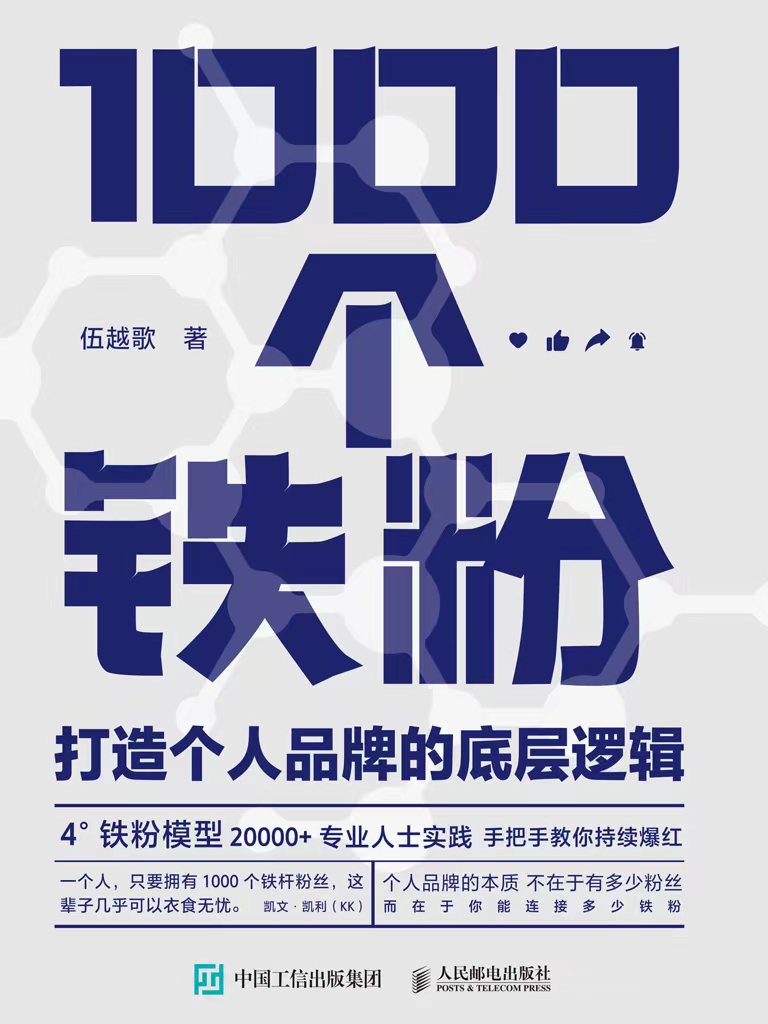 1000
个
伍越歌 著
铁粉
打造个人品牌的底层逻辑
4° 铁粉模型 20000+ 专业人士实践 手把手教你持续爆红
一个人，只要拥有 1000 个铁杆粉丝，这
辈子几乎可以衣食无忧。 凯文·凯利（KK）
个人品牌的本质 不在于有多少粉丝
而在于你能连接多少铁粉
中国工信出版集团
人民邮电出版社
POSTS & TELECOM PRESS